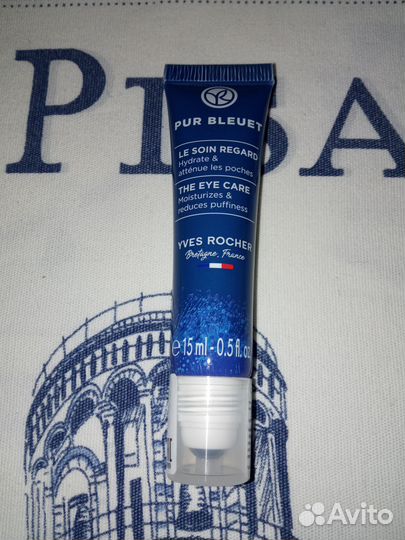 PISA
PUR BLEUET
LE SOIN REGARD
Hydrate &
atténue les poches
THE EYE CARE
Moisturizes &
reduces puffiness
YVES ROCHER
Bretagne, France
e 15 ml - 0.5 fl. oz.
Avito